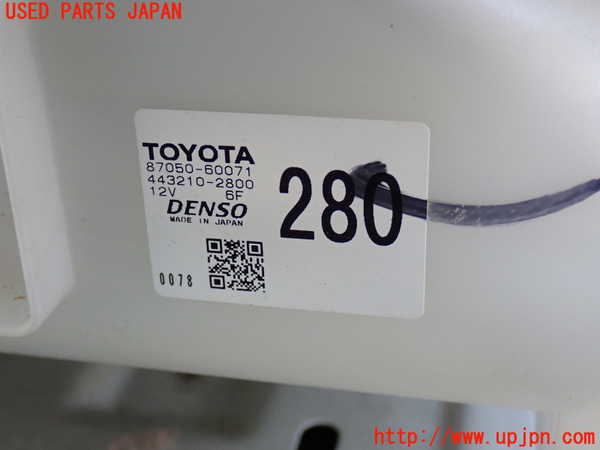 USED PARTS JAPAN
TOYOTA
87050-60071
443210-2800
12V 6F
DENSO
MADE IN JAPAN
280
0078
http://www.upjpn.com/